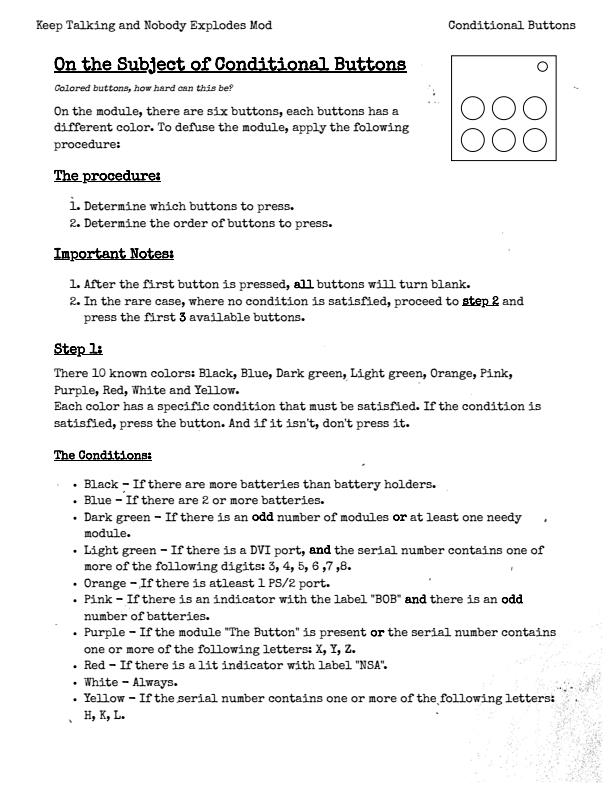 Keep Talking and Nobody Explodes Mod
Conditional Buttons
On the Subject of Conditional Buttons
Colored buttons, how hard can this be?
On the module, there are six buttons, each buttons has a
different color. To defuse the module, apply the folowing
procedure:
The procedure:
1. Determine which buttons to press.
2. Determine the order of buttons to press.
Important Notes:
1. After the first button is pressed, all buttons will turn blank.
2. In the rare case, where no condition is satisfied, proceed to step 2 and
press the first 3 available buttons.
Step 1:
There 10 known colors: Black, Blue, Dark green, Light green, Orange, Pink,
Purple, Red, White and Yellow.
Each color has a specific condition that must be satisfied. If the condition is
satisfied, press the button. And if it isn't, don't press it.
The Conditions:
• Black - If there are more batteries than battery holders.
• Blue - If there are 2 or more batteries.
• Dark green - If there is an odd number of modules or at least one needy
module.
• Light green - If there is a DVI port, and the serial number contains one of
more of the following digits: 3, 4, 5, 6 ,7 ,8.
• Orange - If there is atleast 1 PS/2 port.
• Pink - If there is an indicator with the label "BOB" and there is an odd
number of batteries.
• Purple - If the module "The Button" is present or the serial number contains
one or more of the following letters: X, Y, Z.
• Red - If there is a lit indicator with label "NSA".
• White - Always.
• Yellow - If the serial number contains one or more of the following letters:
H, K, L.